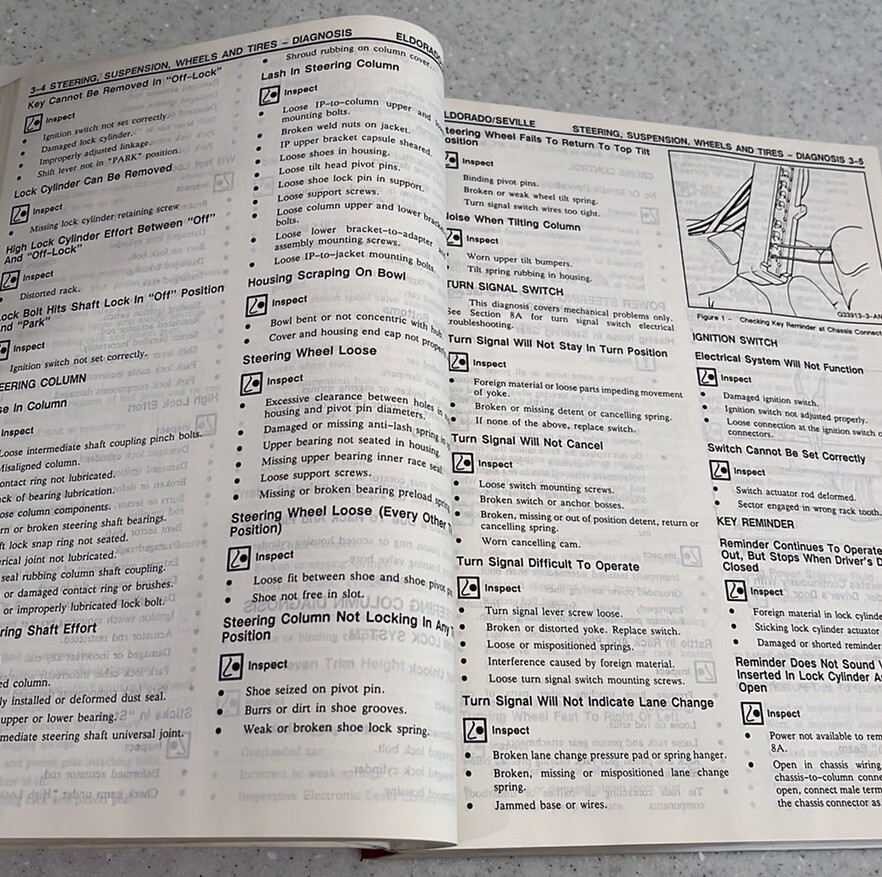 3-4 STEERING, SUSPENSION, WHEELS AND TIRES – DIAGNOSIS
Key Cannot Be Removed In "Off-Lock"
Inspect
• Ignition switch not set correctly.
• Damaged lock cylinder.
• Improperly adjusted linkage.
• Shift lever not in "PARK" position.
Lock Cylinder Can Be Removed
Inspect
• Missing lock cylinder retaining screw
High Lock Cylinder Effort Between "Off"
And "Off-Lock"
Inspect
• Distorted rack.
ock Bolt Hits Shaft Lock In "Off" Position
nd "Park"
Inspect
Ignition switch not set correctly.
EERING COLUMN
se In Column
Inspect
Loose intermediate shaft coupling pinch bolts.
Misaligned column.
ontact ring not lubricated.
ck of bearing lubrication.
ose column components.
rn or broken steering shaft bearings.
ft lock snap ring not seated.
erical joint not lubricated.
seal rubbing column shaft coupling.
or damaged contact ring or brushes.
or improperly lubricated lock bolt.
ring Shaft Effort
ed column.
ly installed or deformed dust seal.
upper or lower bearing.
mediate steering shaft universal joint.
ELDORADO
• Shroud rubbing on column cover.
Lash In Steering Column
Inspect
• Loose IP-to-column upper and
mounting bolts.
• Broken weld nuts on jacket.
• IP upper bracket capsule sheared.
• Loose shoes in housing.
• Loose tilt head pivot pins.
• Loose shoe lock pin in support.
• Loose support screws.
• Loose column upper and lower bracket
bolts.
• Loose lower bracket-to-adapter
assembly mounting screws.
• Loose IP-to-jacket mounting bolts.
Housing Scraping On Bowl
Inspect
• Bowl bent or not concentric with hub
• Cover and housing end cap not properly
Steering Wheel Loose
Inspect
• Excessive clearance between holes in
housing and pivot pin diameters.
• Damaged or missing anti-lash spring in
• Upper bearing not seated in housing.
• Missing upper bearing inner race seal
• Loose support screws.
• Missing or broken bearing preload spring
Steering Wheel Loose (Every Other T
Position)
Inspect
• Loose fit between shoe and shoe pivot p
• Shoe not free in slot.
Steering Column Not Locking In Any T
Position
Inspect
• Shoe seized on pivot pin.
• Burrs or dirt in shoe grooves.
• Weak or broken shoe lock spring.
LDORADO/SEVILLE STEERING, SUSPENSION, WHEELS AND TIRES – DIAGNOSIS 3-5
teering Wheel Fails To Return To Top Tilt
osition
Inspect
Binding pivot pins.
Broken or weak wheel tilt spring.
Turn signal switch wires too tight.
oise When Tilting Column
Inspect
Worn upper tilt bumpers.
• Tilt spring rubbing in housing.
TURN SIGNAL SWITCH
This diagnosis covers mechanical problems only.
See Section 8A for turn signal switch electrical
troubleshooting.
Turn Signal Will Not Stay In Turn Position
Inspect
• Foreign material or loose parts impeding movement
of yoke.
• Broken or missing detent or cancelling spring.
• If none of the above, replace switch.
Turn Signal Will Not Cancel
Inspect
• Loose switch mounting screws.
• Broken switch or anchor bosses.
• Broken, missing or out of position detent, return or
cancelling spring.
• Worn cancelling cam.
Turn Signal Difficult To Operate
Inspect
• Turn signal lever screw loose.
• Broken or distorted yoke. Replace switch.
• Loose or mispositioned springs.
• Interference caused by foreign material.
• Loose turn signal switch mounting screws.
Turn Signal Will Not Indicate Lane Change
Inspect
• Broken lane change pressure pad or spring hanger.
• Broken, missing or mispositioned lane change
spring.
• Jammed base or wires.
G33913-3-AN
Figure 1 - Checking Key Reminder at Chassis Connect
IGNITION SWITCH
Electrical System Will Not Function
Inspect
• Damaged ignition switch.
• Ignition switch not adjusted properly.
• Loose connection at the ignition switch o
connectors.
Switch Cannot Be Set Correctly
Inspect
• Switch actuator rod deformed.
• Sector engaged in wrong rack tooth.
KEY REMINDER
Reminder Continues To Operate
Out, But Stops When Driver's D
Closed
Inspect
• Foreign material in lock cylinde
• Sticking lock cylinder actuator
• Damaged or shorted reminder
Reminder Does Not Sound
Inserted In Lock Cylinder A
Open
Inspect
• Power not available to rem
8A.
• Open in chassis wiring,
chassis-to-column conne
open, connect male term
the chassis connector as